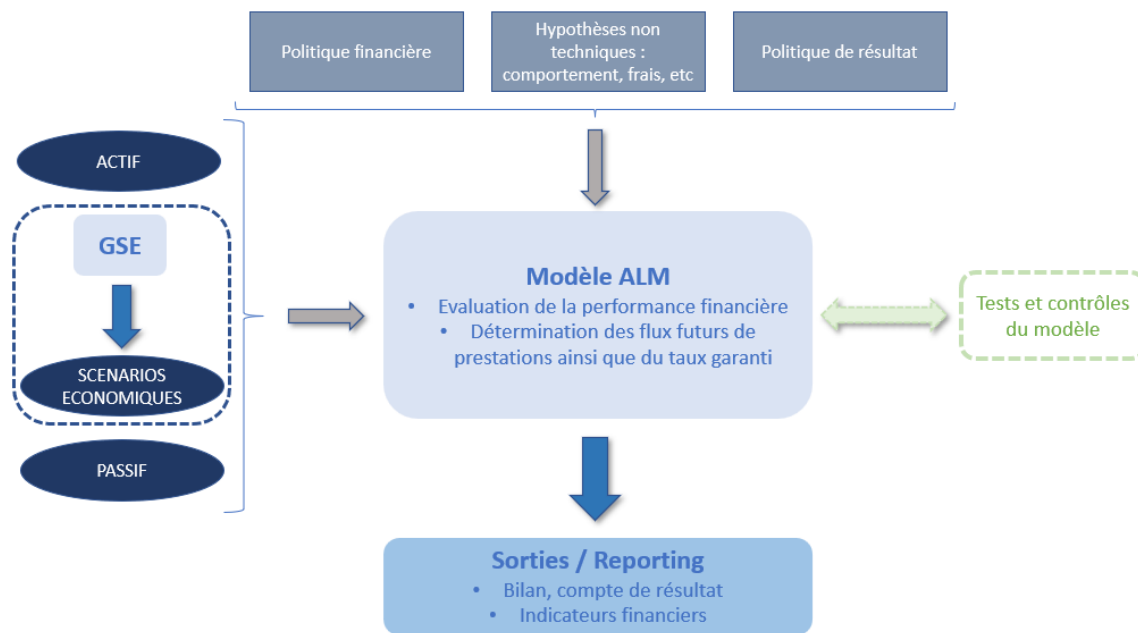 Politique financière
Hypothèses non
techniques :
comportement, frais, etc
Politique de résultat
ACTIF
GSE
SCENARIOS
ECONOMIQUES
PASSIF
Modèle ALM
• Evaluation de la performance financière
• Détermination des flux futurs de
prestations ainsi que du taux garanti
Tests et contrôles
du modèle
Sorties / Reporting
• Bilan, compte de résultat
• Indicateurs financiers